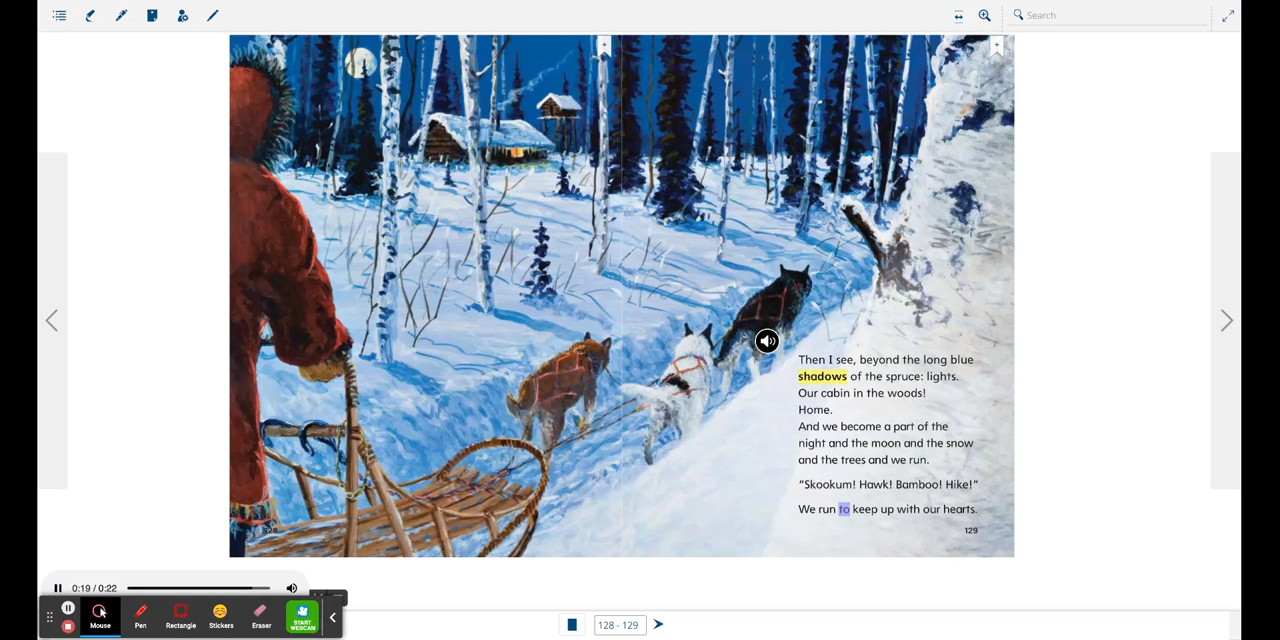 Search
Then I see, beyond the long blue
shadows of the spruce: lights.
Our cabin in the woods!
Home.
And we become a part of the
night and the moon and the snow
and the trees and we run.
“Skookum! Hawk! Bamboo! Hike!”
We run to keep up with our hearts.
128
129
0:19 / 0:22
Mouse
Pen
Rectangle
Stickers
Eraser
START
WEBCAM
128 - 129